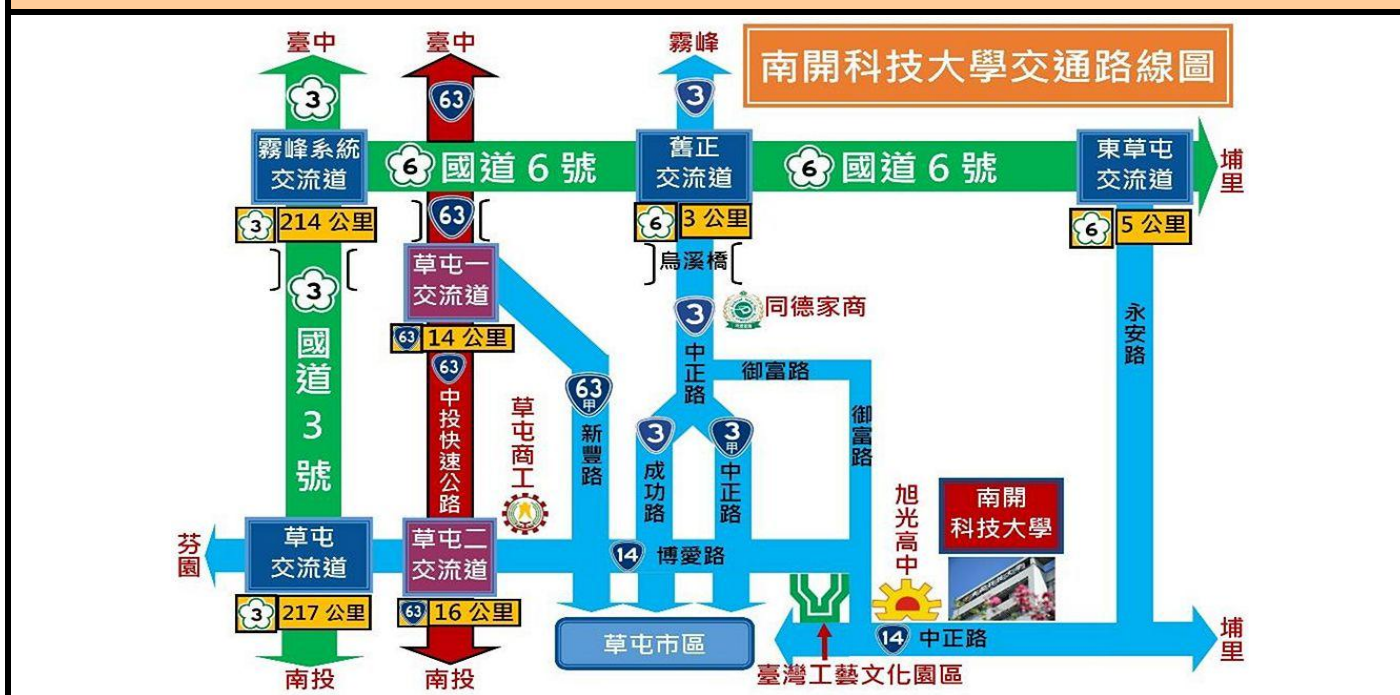 臺中
臺中
霧峰
南開科技大學交通路線圖
3
63
3
霧峰系統
交流道
6 國道 6 號
舊正
交流道
6 國道 6 號
東草屯
交流道
埔里
3 214 公里
63
6 3 公里
6 5 公里
烏溪橋
草屯一
交流道
3
國道3號
63 14 公里
3
同德家商
永安路
63
中投快速公路
中正路
御富路
御富路
63甲
新豐路
草屯商工
3
成功路
3甲
中正路
旭光高中
南開
科技大學
芬園
草屯
交流道
草屯二
交流道
14 博愛路
3 217 公里
63 16 公里
草屯市區
14 中正路
埔里
臺灣工藝文化園區
南投
南投